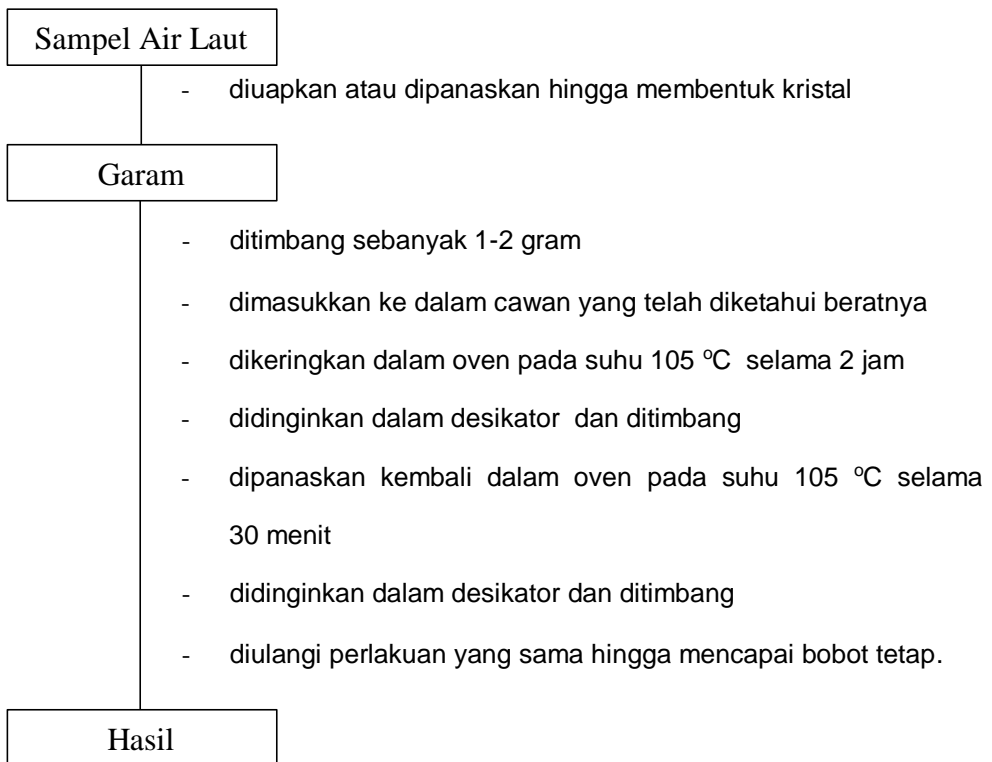 Sampel Air Laut
- diuapkan atau dipanaskan hingga membentuk kristal
Garam
- ditimbang sebanyak 1-2 gram
- dimasukkan ke dalam cawan yang telah diketahui beratnya
- dikeringkan dalam oven pada suhu 105 ºC selama 2 jam
- didinginkan dalam desikator dan ditimbang
- dipanaskan kembali dalam oven pada suhu 105 ºC selama
30 menit
- didinginkan dalam desikator dan ditimbang
- diulangi perlakuan yang sama hingga mencapai bobot tetap.
Hasil